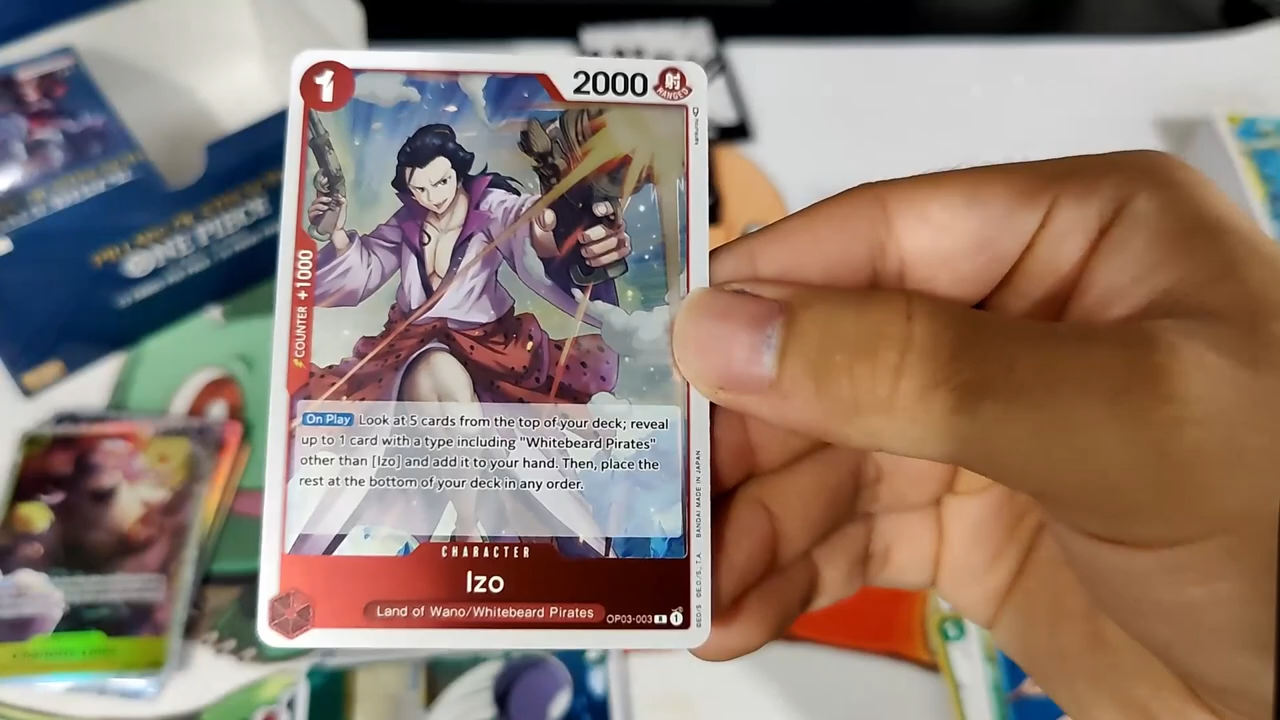 1
2000
射
RANGED
⚡COUNTER +1000
On Play Look at 5 cards from the top of your deck; reveal
up to 1 card with a type including "Whitebeard Pirates"
other than [Izo] and add it to your hand. Then, place the
rest at the bottom of your deck in any order.
CHARACTER
Izo
Land of Wano/Whitebeard Pirates
OP03-003 R 1
©E.O./S., T.A. BANDAI MADE IN JAPAN
ONE PIECE